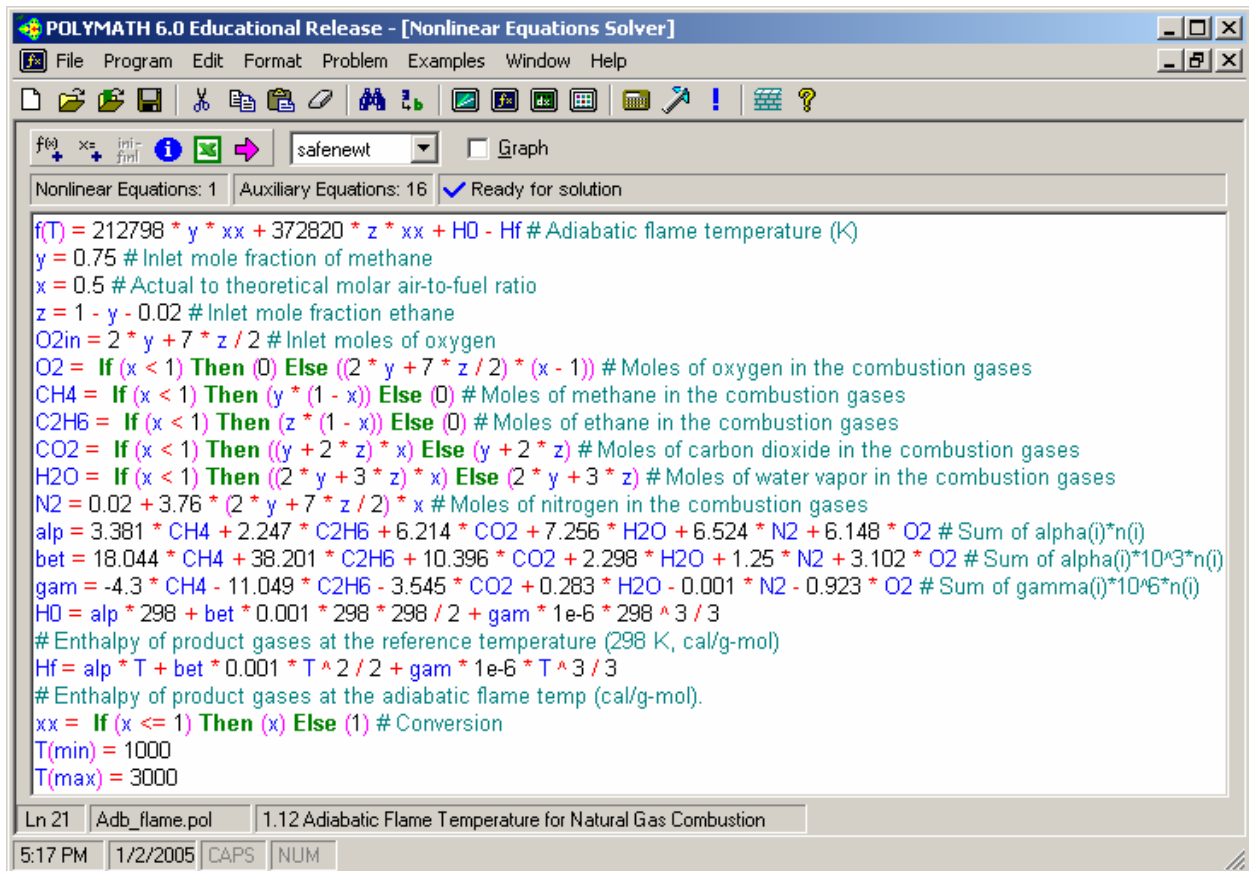 POLYMATH 6.0 Educational Release - [Nonlinear Equations Solver]
File Program Edit Format Problem Examples Window Help
f(x) x= ini- finl safenewt Graph
Nonlinear Equations: 1 Auxiliary Equations: 16 Ready for solution
f(T) = 212798 * y * xx + 372820 * z * xx + H0 - Hf # Adiabatic flame temperature (K)
y = 0.75 # Inlet mole fraction of methane
x = 0.5 # Actual to theoretical molar air-to-fuel ratio
z = 1 - y - 0.02 # Inlet mole fraction ethane
O2in = 2 * y + 7 * z / 2 # Inlet moles of oxygen
O2 = If (x < 1) Then (0) Else ((2 * y + 7 * z / 2) * (x - 1)) # Moles of oxygen in the combustion gases
CH4 = If (x < 1) Then (y * (1 - x)) Else (0) # Moles of methane in the combustion gases
C2H6 = If (x < 1) Then (z * (1 - x)) Else (0) # Moles of ethane in the combustion gases
CO2 = If (x < 1) Then ((y + 2 * z) * x) Else (y + 2 * z) # Moles of carbon dioxide in the combustion gases
H2O = If (x < 1) Then ((2 * y + 3 * z) * x) Else (2 * y + 3 * z) # Moles of water vapor in the combustion gases
N2 = 0.02 + 3.76 * (2 * y + 7 * z / 2) * x # Moles of nitrogen in the combustion gases
alp = 3.381 * CH4 + 2.247 * C2H6 + 6.214 * CO2 + 7.256 * H2O + 6.524 * N2 + 6.148 * O2 # Sum of alpha(i)*n(i)
bet = 18.044 * CH4 + 38.201 * C2H6 + 10.396 * CO2 + 2.298 * H2O + 1.25 * N2 + 3.102 * O2 # Sum of alpha(i)*10^3*n(i)
gam = -4.3 * CH4 - 11.049 * C2H6 - 3.545 * CO2 + 0.283 * H2O - 0.001 * N2 - 0.923 * O2 # Sum of gamma(i)*10^6*n(i)
H0 = alp * 298 + bet * 0.001 * 298 * 298 / 2 + gam * 1e-6 * 298 ^ 3 / 3
# Enthalpy of product gases at the reference temperature (298 K, cal/g-mol)
Hf = alp * T + bet * 0.001 * T ^ 2 / 2 + gam * 1e-6 * T ^ 3 / 3
# Enthalpy of product gases at the adiabatic flame temp (cal/g-mol).
xx = If (x <= 1) Then (x) Else (1) # Conversion
T(min) = 1000
T(max) = 3000
Ln 21 Adb_flame.pol 1.12 Adiabatic Flame Temperature for Natural Gas Combustion
5:17 PM 1/2/2005 CAPS NUM